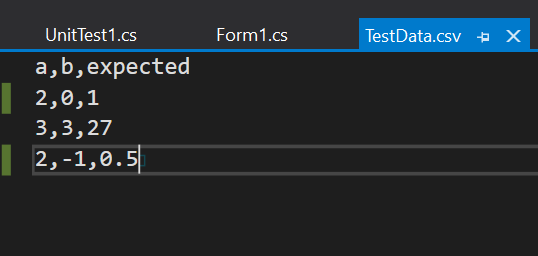 UnitTest1.cs Form1.cs TestData.csv
a,b,expected
2,0,1
3,3,27
2,-1,0.5